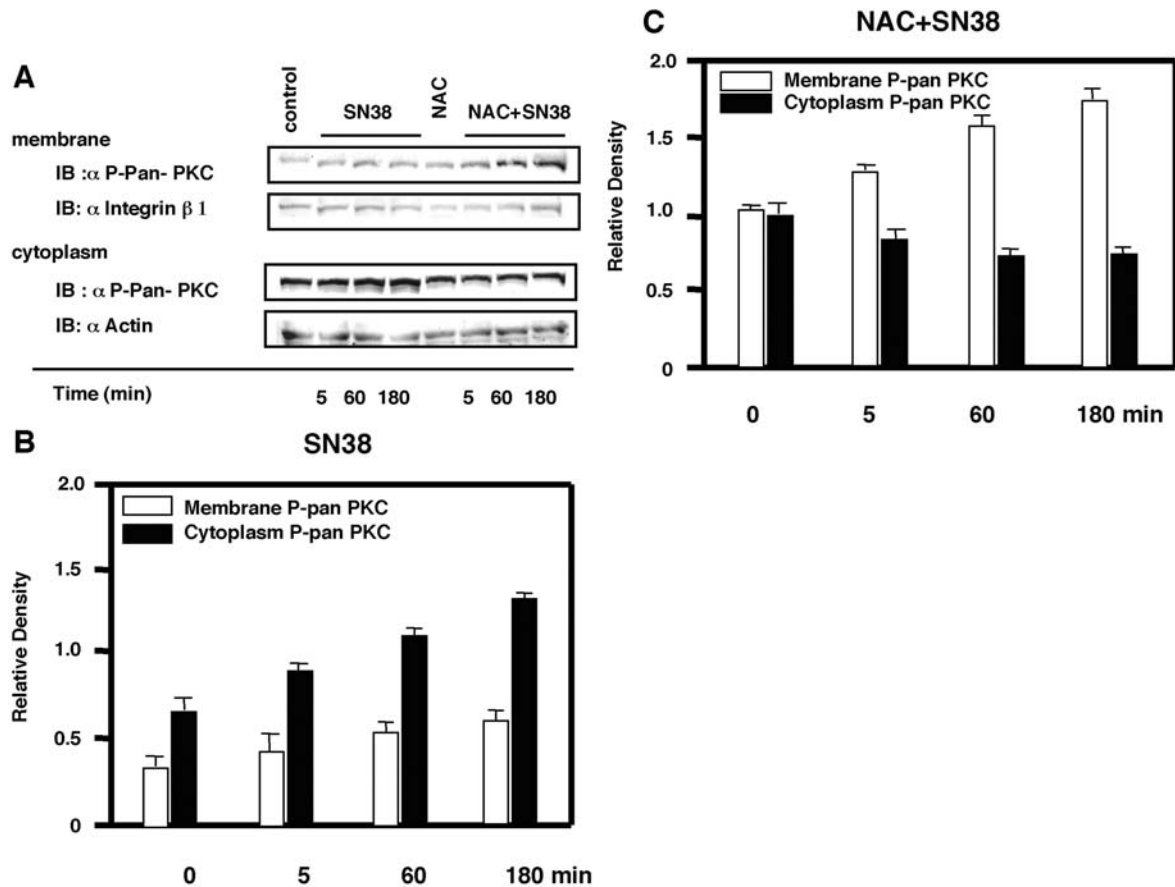 A
control
SN38
NAC
NAC+SN38
membrane
IB :α P-Pan- PKC
IB: α Integrin β 1
cytoplasm
IB : α P-Pan- PKC
IB: α Actin
Time (min)
5 60 180 5 60 180
B
SN38
Relative Density
2.0
1.5
1.0
0.5
0
Membrane P-pan PKC
Cytoplasm P-pan PKC
0 5 60 180 min
C
NAC+SN38
Relative Density
2.0
1.5
1.0
0.5
0
Membrane P-pan PKC
Cytoplasm P-pan PKC
0 5 60 180 min